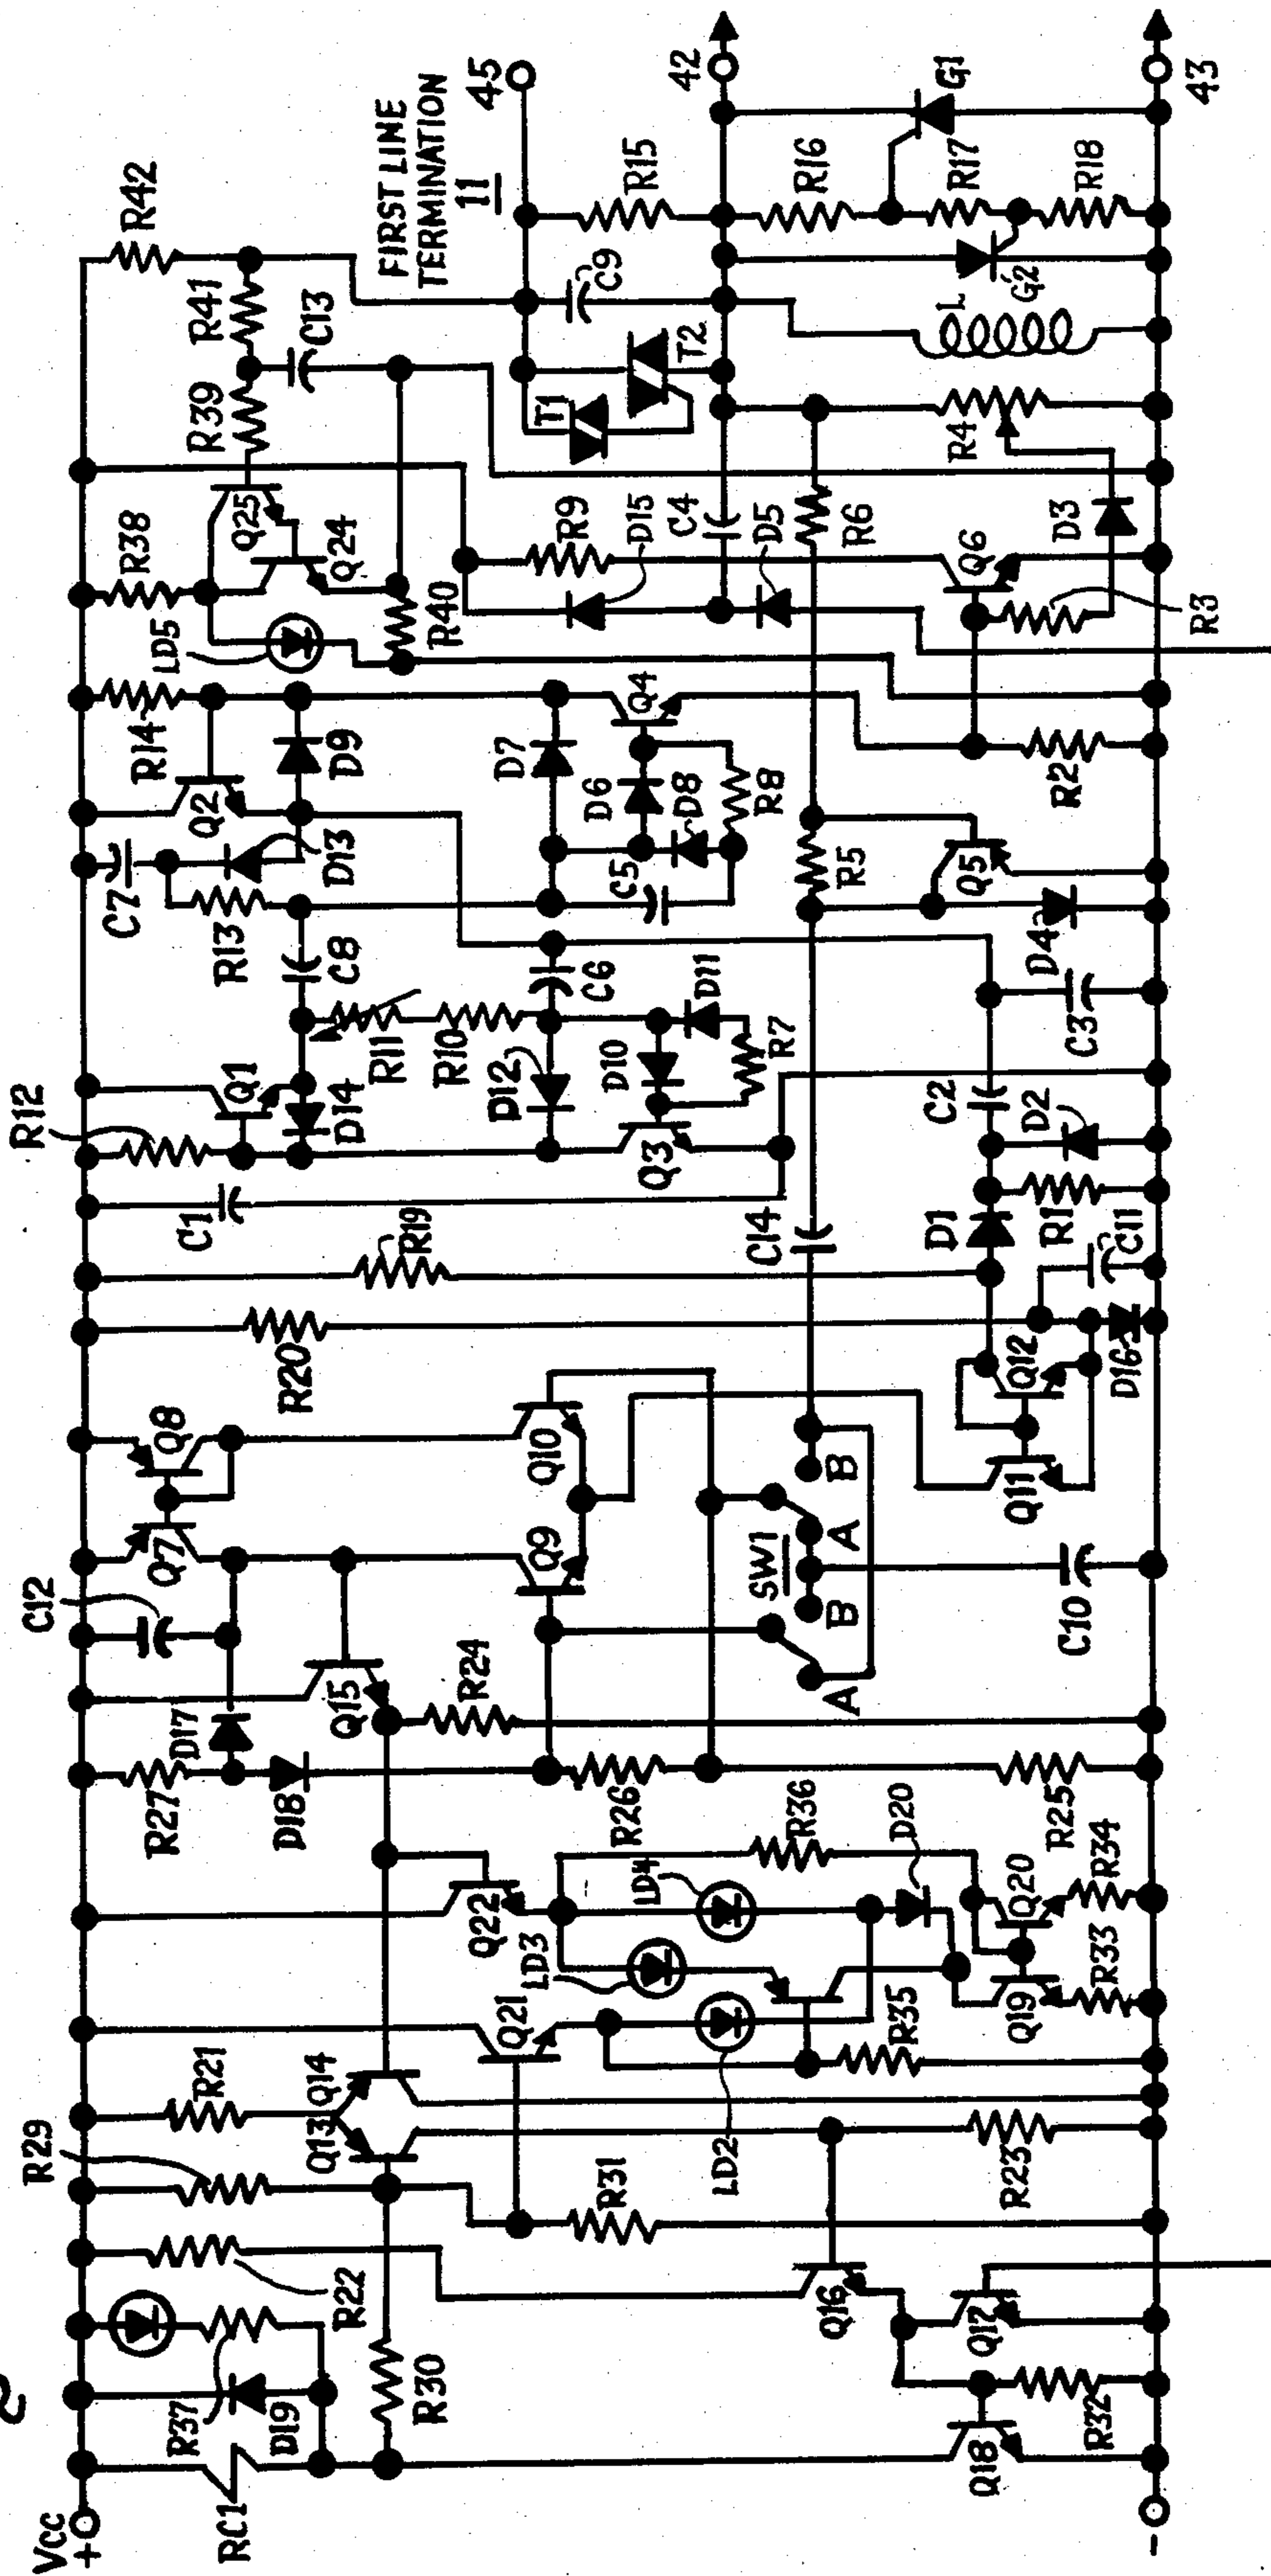 Vcc
+
RC1
R37
D19
R22
R29
R30
R21
Q13
Q14
Q21
R31
LD2
Q16
Q17
Q18
R32
R23
LD3
Q22
LD4
R36
D20
R35
Q19
Q20
R33
R34
R27
D17
D18
C12
Q7
Q8
Q15
R24
R26
R25
Q9
Q10
SW1
A
B
A
B
C10
R20
R19
Q11
Q12
D16
C11
D1
R1
D2
C2
C3
C14
C1
R12
Q1
D14
R11
R10
C8
R13
C7
D13
Q2
R14
D9
D12
C6
D10
D11
R7
Q3
D7
D6
D8
C5
R8
Q4
R5
Q5
D4
R2
R38
LD5
Q25
Q24
R40
R39
R41
C13
R42
R9
D15
C4
D5
R6
Q6
R3
D3
R4
T1
T2
C9
L
G2
R15
R16
R17
R18
G1
FIRST LINE
TERMINATION
11
45
42
43
-